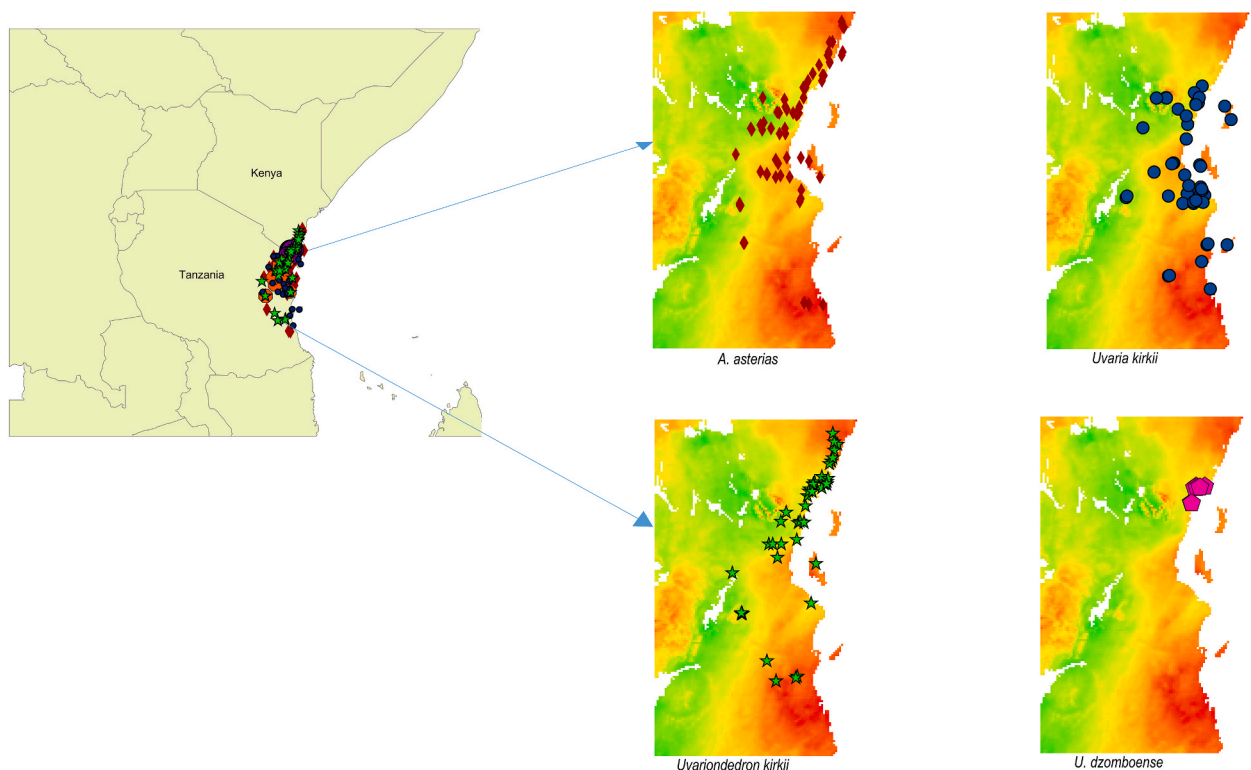 Kenya
Tanzania
A. asterias
Uvaria kirkii
Uvariondedron kirkii
U. dzomboense